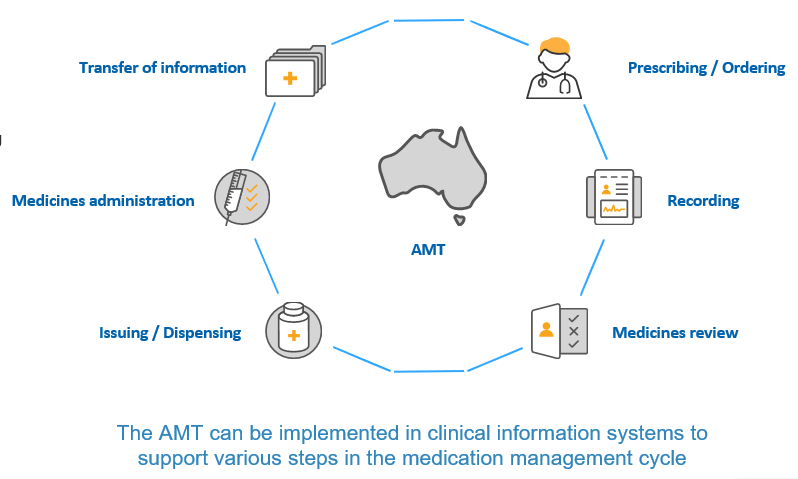 Transfer of information
Prescribing / Ordering
Medicines administration
Recording
AMT
Issuing / Dispensing
Medicines review
The AMT can be implemented in clinical information systems to
support various steps in the medication management cycle